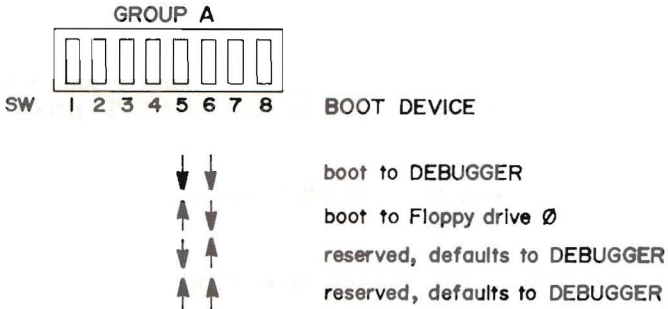 GROUP A
SW 1 2 3 4 5 6 7 8 BOOT DEVICE
boot to DEBUGGER
boot to Floppy drive Ø
reserved, defaults to DEBUGGER
reserved, defaults to DEBUGGER